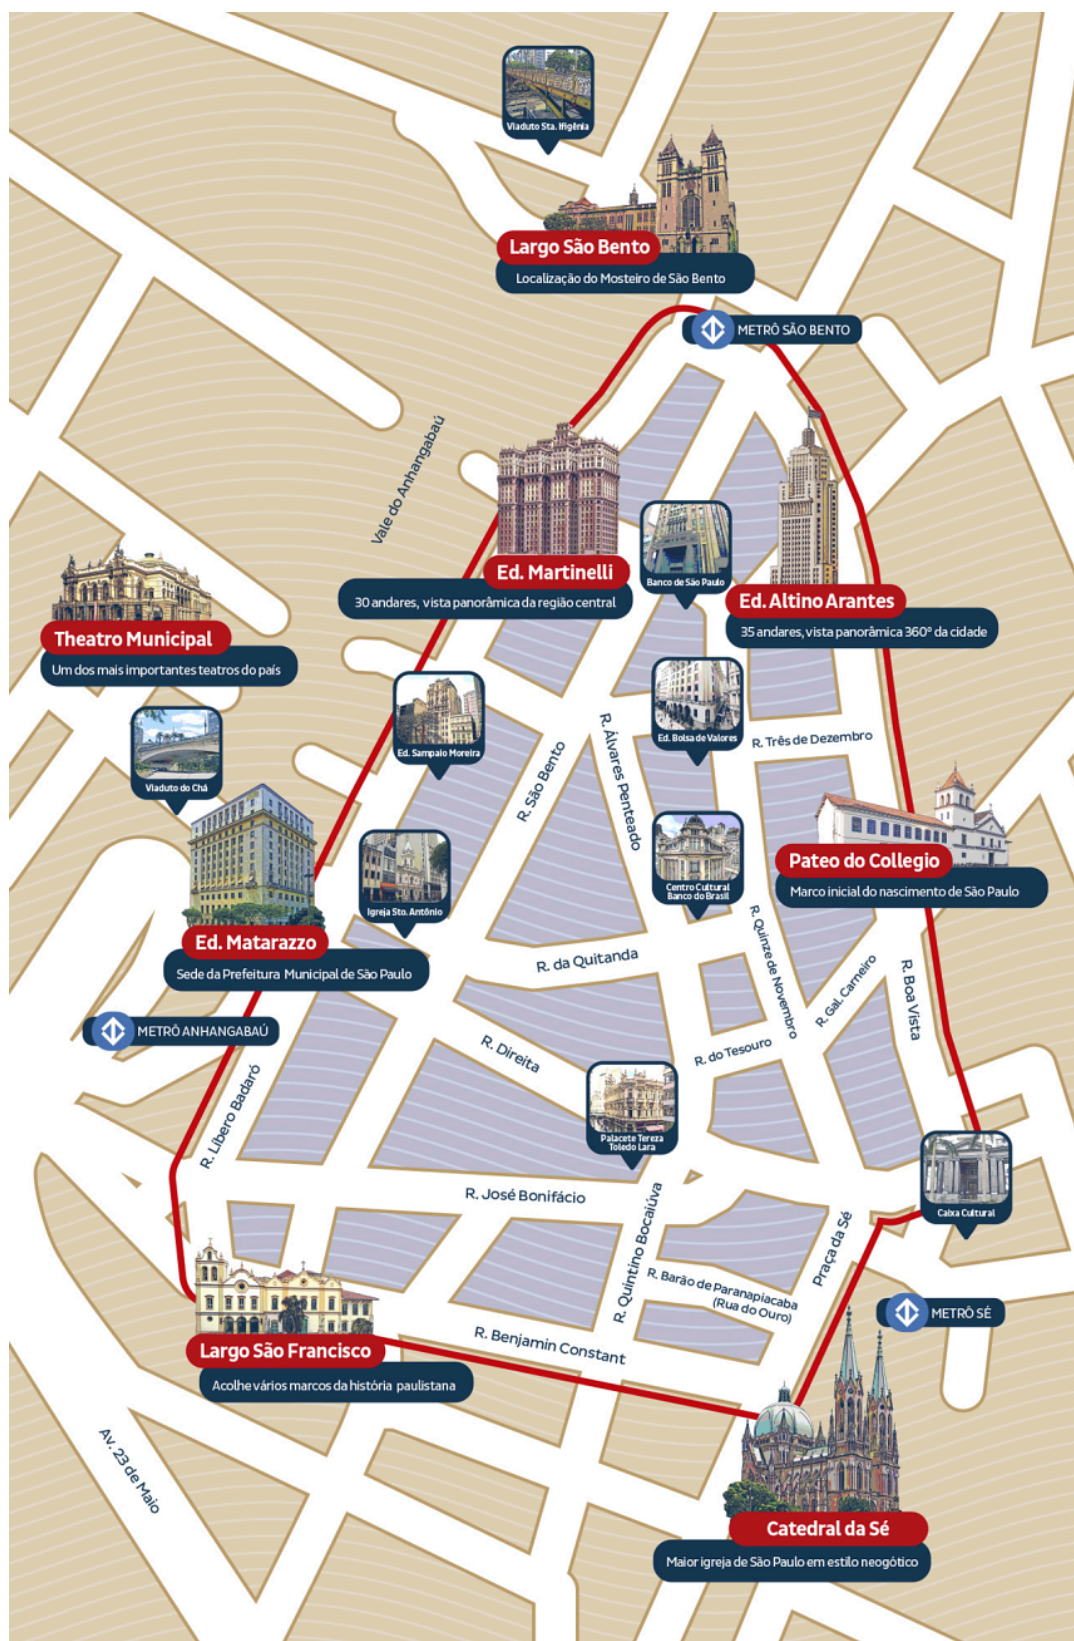 Viaduto Sta. Ifigênia
Largo São Bento
Localização do Mosteiro de São Bento
METRÔ SÃO BENTO
Vale do Anhangabaú
Ed. Martinelli
30 andares, vista panorâmica da região central
Banco de São Paulo
Ed. Altino Arantes
35 andares, vista panorâmica 360° da cidade
Theatro Municipal
Um dos mais importantes teatros do país
Ed. Sampaio Moreira
Ed. Bolsa de Valores
R. Três de Dezembro
R. São Bento
R. Álvares Penteado
Viaduto do Chá
Pateo do Collegio
Marco inicial do nascimento de São Paulo
Centro Cultural
Banco do Brasil
Igreja Sto. Antônio
Ed. Matarazzo
Sede da Prefeitura Municipal de São Paulo
R. da Quitanda
R. Quinze de Novembro
R. Gal. Carneiro
R. Boa Vista
METRÔ ANHANGABAÚ
R. Direita
R. do Tesouro
R. Líbero Badaró
Palacete Tereza
Toledo Lara
R. José Bonifácio
R. Quintino Bocaiúva
Praça da Sé
Caixa Cultural
R. Barão de Paranapiacaba
(Rua do Ouro)
METRÔ SÉ
R. Benjamin Constant
Largo São Francisco
Acolhe vários marcos da história paulistana
Av. 23 de Maio
Catedral da Sé
Maior igreja de São Paulo em estilo neogótico